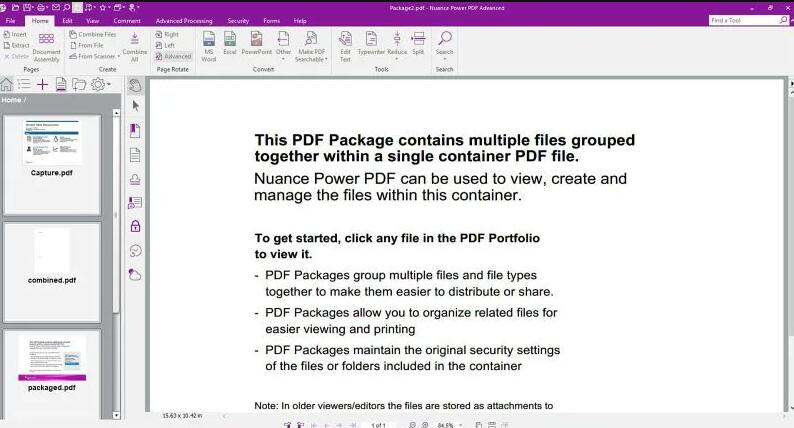 Package2.pdf - Nuance Power PDF Advanced
File Home Edit View Comment Advanced Processing Security Forms Help
Find a Tool
Insert
Extract
Delete
Document
Assembly
Pages
Combine Files
From File
From Scanner
Combine
All
Create
Right
Left
Advanced
Page Rotate
MS
Word
Excel
PowerPoint
Other
Make PDF
Searchable
Convert
Edit
Text
Typewriter
Reduce
Split
Tools
Search
Search
Home /
Capture.pdf
combined.pdf
packaged.pdf
This PDF Package contains multiple files grouped
together within a single container PDF file.
Nuance Power PDF can be used to view, create and
manage the files within this container.
To get started, click any file in the PDF Portfolio
to view it.
- PDF Packages group multiple files and file types
together to make them easier to distribute or share.
- PDF Packages allow you to organize related files for
easier viewing and printing
- PDF Packages maintain the original security settings
of the files or folders included in the container
Note: In older viewers/editors the files are stored as attachments to
15.63 x 10.42 in
1 of 1
84.5%